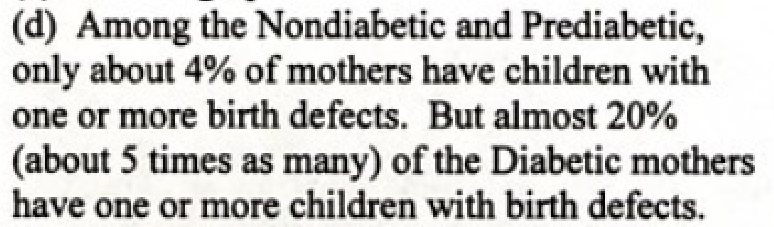 (d) Among the Nondiabetic and Prediabetic,
only about 4% of mothers have children with
one or more birth defects. But almost 20%
(about 5 times as many) of the Diabetic mothers
have one or more children with birth defects.